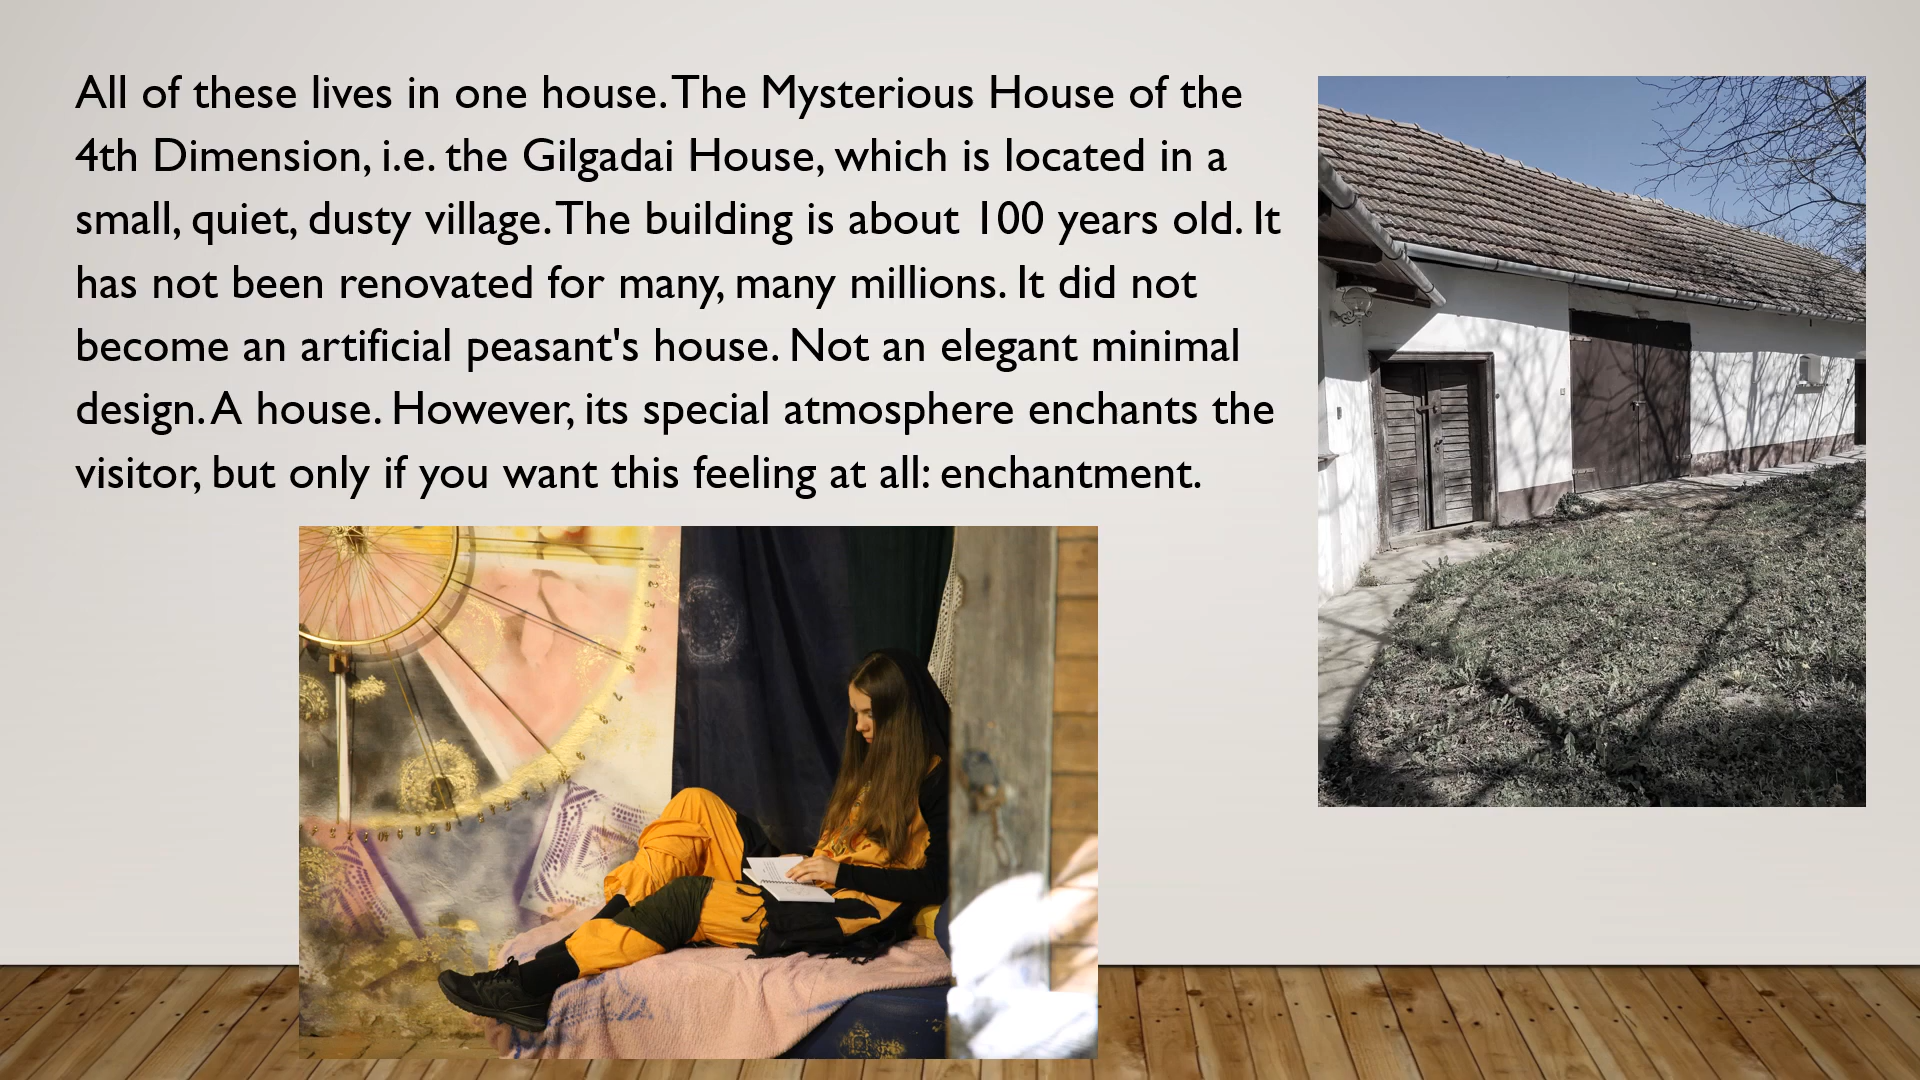 All of these lives in one house. The Mysterious House of the
4th Dimension, i.e. the Gilgadai House, which is located in a
small, quiet, dusty village. The building is about 100 years old. It
has not been renovated for many, many millions. It did not
become an artificial peasant's house. Not an elegant minimal
design. A house. However, its special atmosphere enchants the
visitor, but only if you want this feeling at all: enchantment.